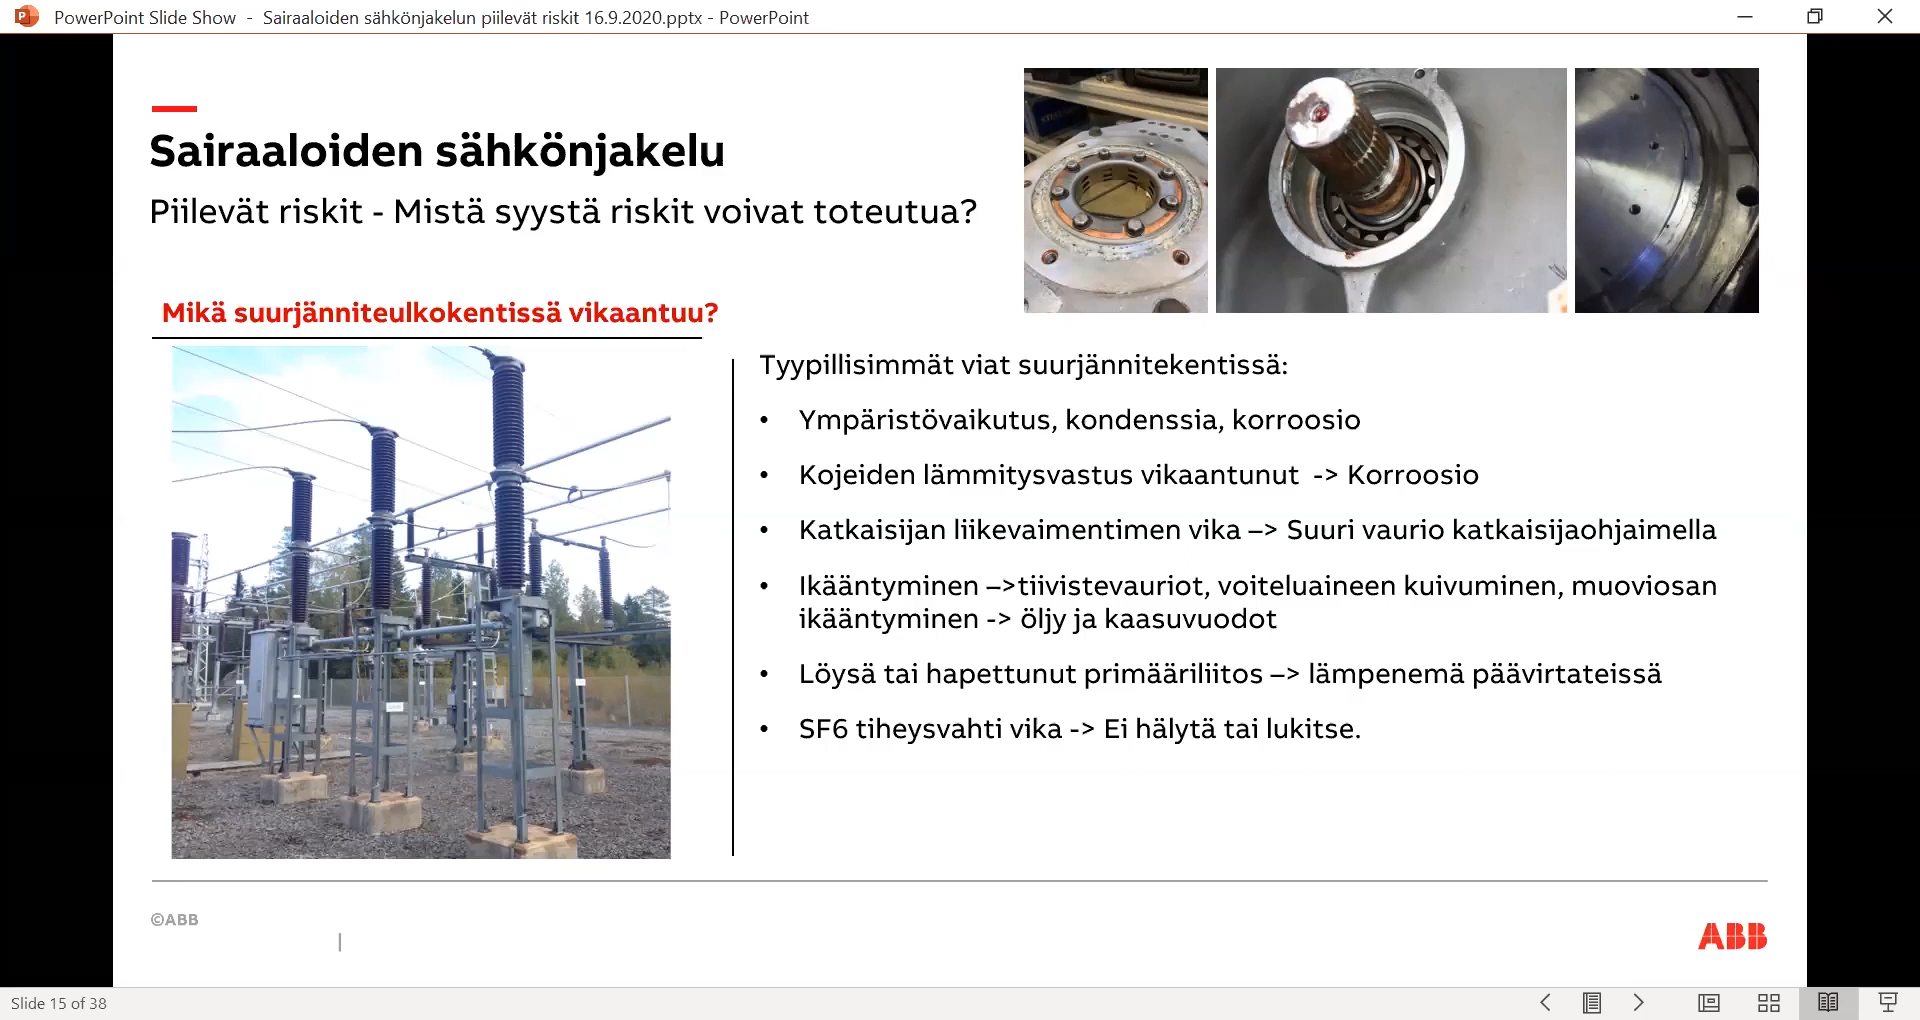 PowerPoint Slide Show - Sairaaloiden sähkönjakelun piilevät riskit 16.9.2020.pptx - PowerPoint
Sairaaloiden sähkönjakelu
Piilevät riskit - Mistä syystä riskit voivat toteutua?
Mikä suurjänniteulkokentissä vikaantuu?
Tyypillisimmät viat suurjännitekentissä:
• Ympäristövaikutus, kondenssia, korroosio
• Kojeiden lämmitysvastus vikaantunut -> Korroosio
• Katkaisijan liikevaimentimen vika –> Suuri vaurio katkaisijaohjaimella
• Ikääntyminen –>tiivistevauriot, voiteluaineen kuivuminen, muoviosan
ikääntyminen -> öljy ja kaasuvuodot
• Löysä tai hapettunut primääriliitos –> lämpenemä päävirtateissä
• SF6 tiheysvahti vika -> Ei hälytä tai lukitse.
©ABB
|
ABB
Slide 15 of 38